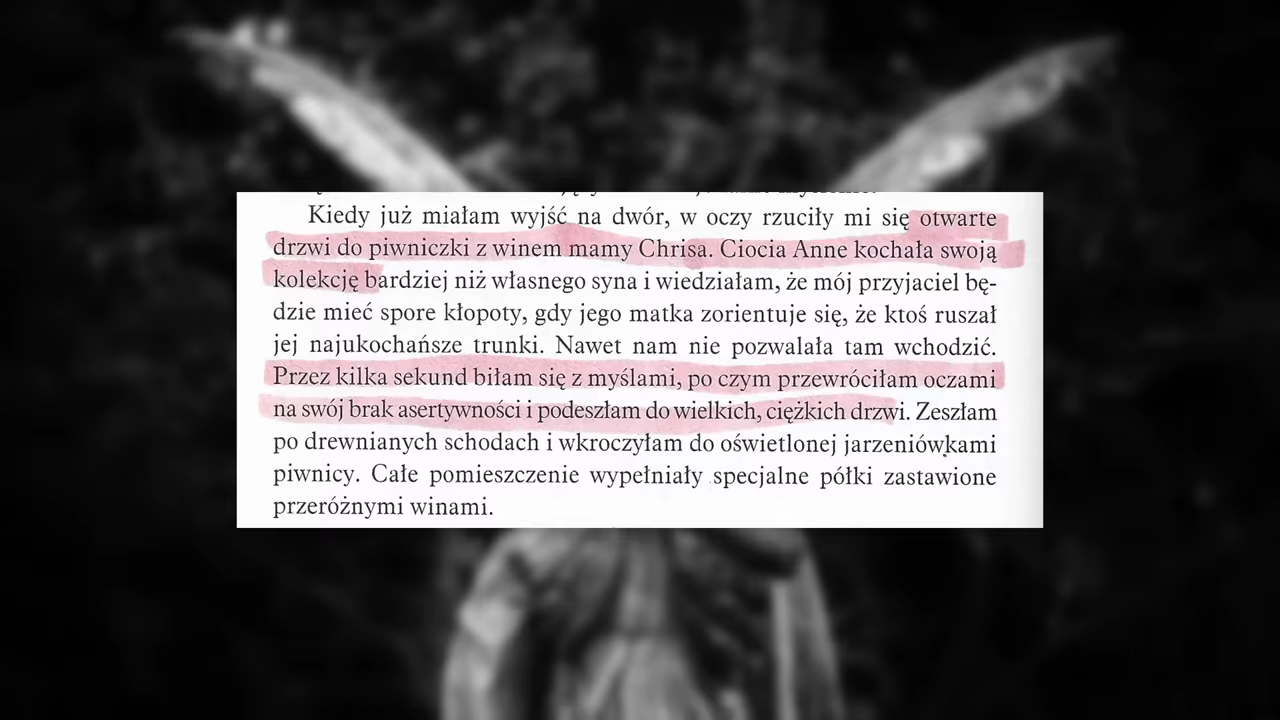 Kiedy już miałam wyjść na dwór, w oczy rzuciły mi się otwarte
drzwi do piwniczki z winem mamy Chrisa. Ciocia Anne kochała swoją
kolekcję bardziej niż własnego syna i wiedziałam, że mój przyjaciel bę-
dzie mieć spore kłopoty, gdy jego matka zorientuje się, że ktoś ruszał
jej najukochańsze trunki. Nawet nam nie pozwalała tam wchodzić.
Przez kilka sekund biłam się z myślami, po czym przewróciłam oczami
na swój brak asertywności i podeszłam do wielkich, ciężkich drzwi. Zeszłam
po drewnianych schodach i wkroczyłam do oświetlonej jarzeniówkami
piwnicy. Całe pomieszczenie wypełniały specjalne półki zastawione
przeróżnymi winami.